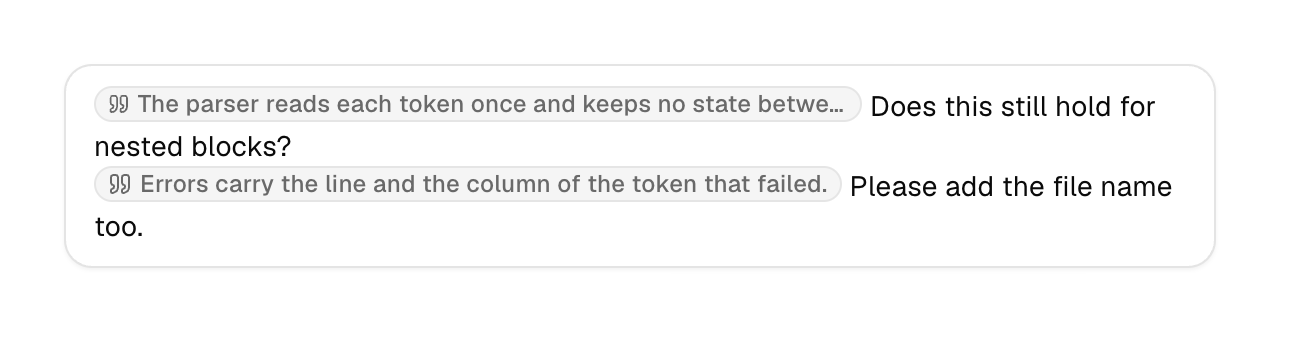 The parser reads each token once and keeps no state betwe... Does this still hold for
nested blocks?
Errors carry the line and the column of the token that failed. Please add the file name
too.